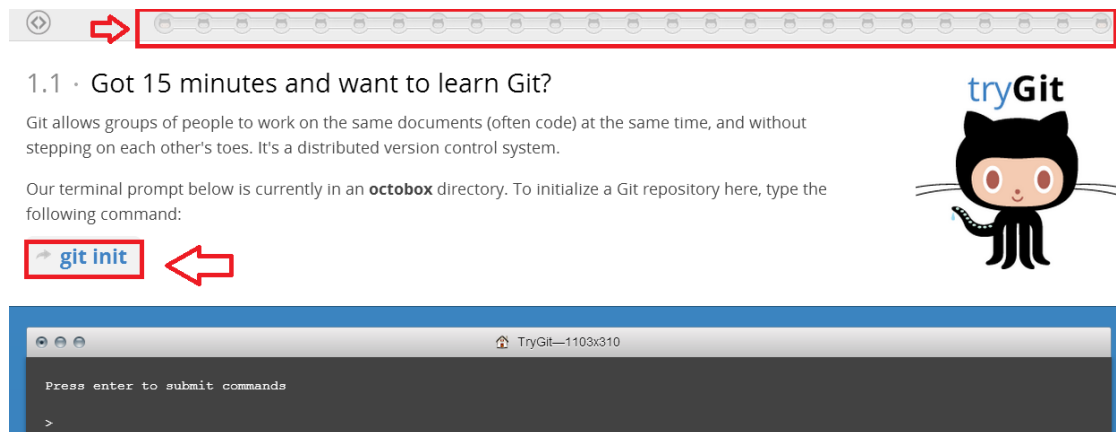 1.1 · Got 15 minutes and want to learn Git?
tryGit
Git allows groups of people to work on the same documents (often code) at the same time, and without
stepping on each other's toes. It's a distributed version control system.
Our terminal prompt below is currently in an octobox directory. To initialize a Git repository here, type the
following command:
git init
TryGit—1103x310
Press enter to submit commands
>